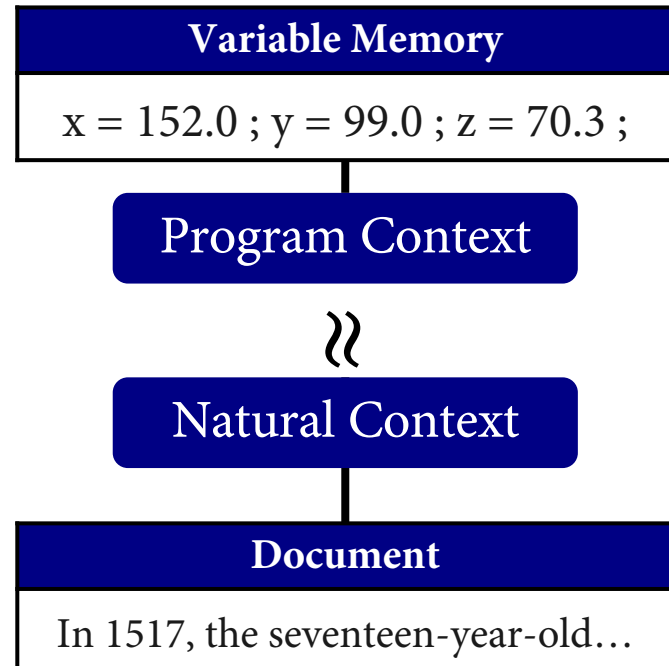 Variable Memory
x = 152.0 ; y = 99.0 ; z = 70.3 ;
Program Context
≈
Natural Context
Document
In 1517, the seventeen-year-old…